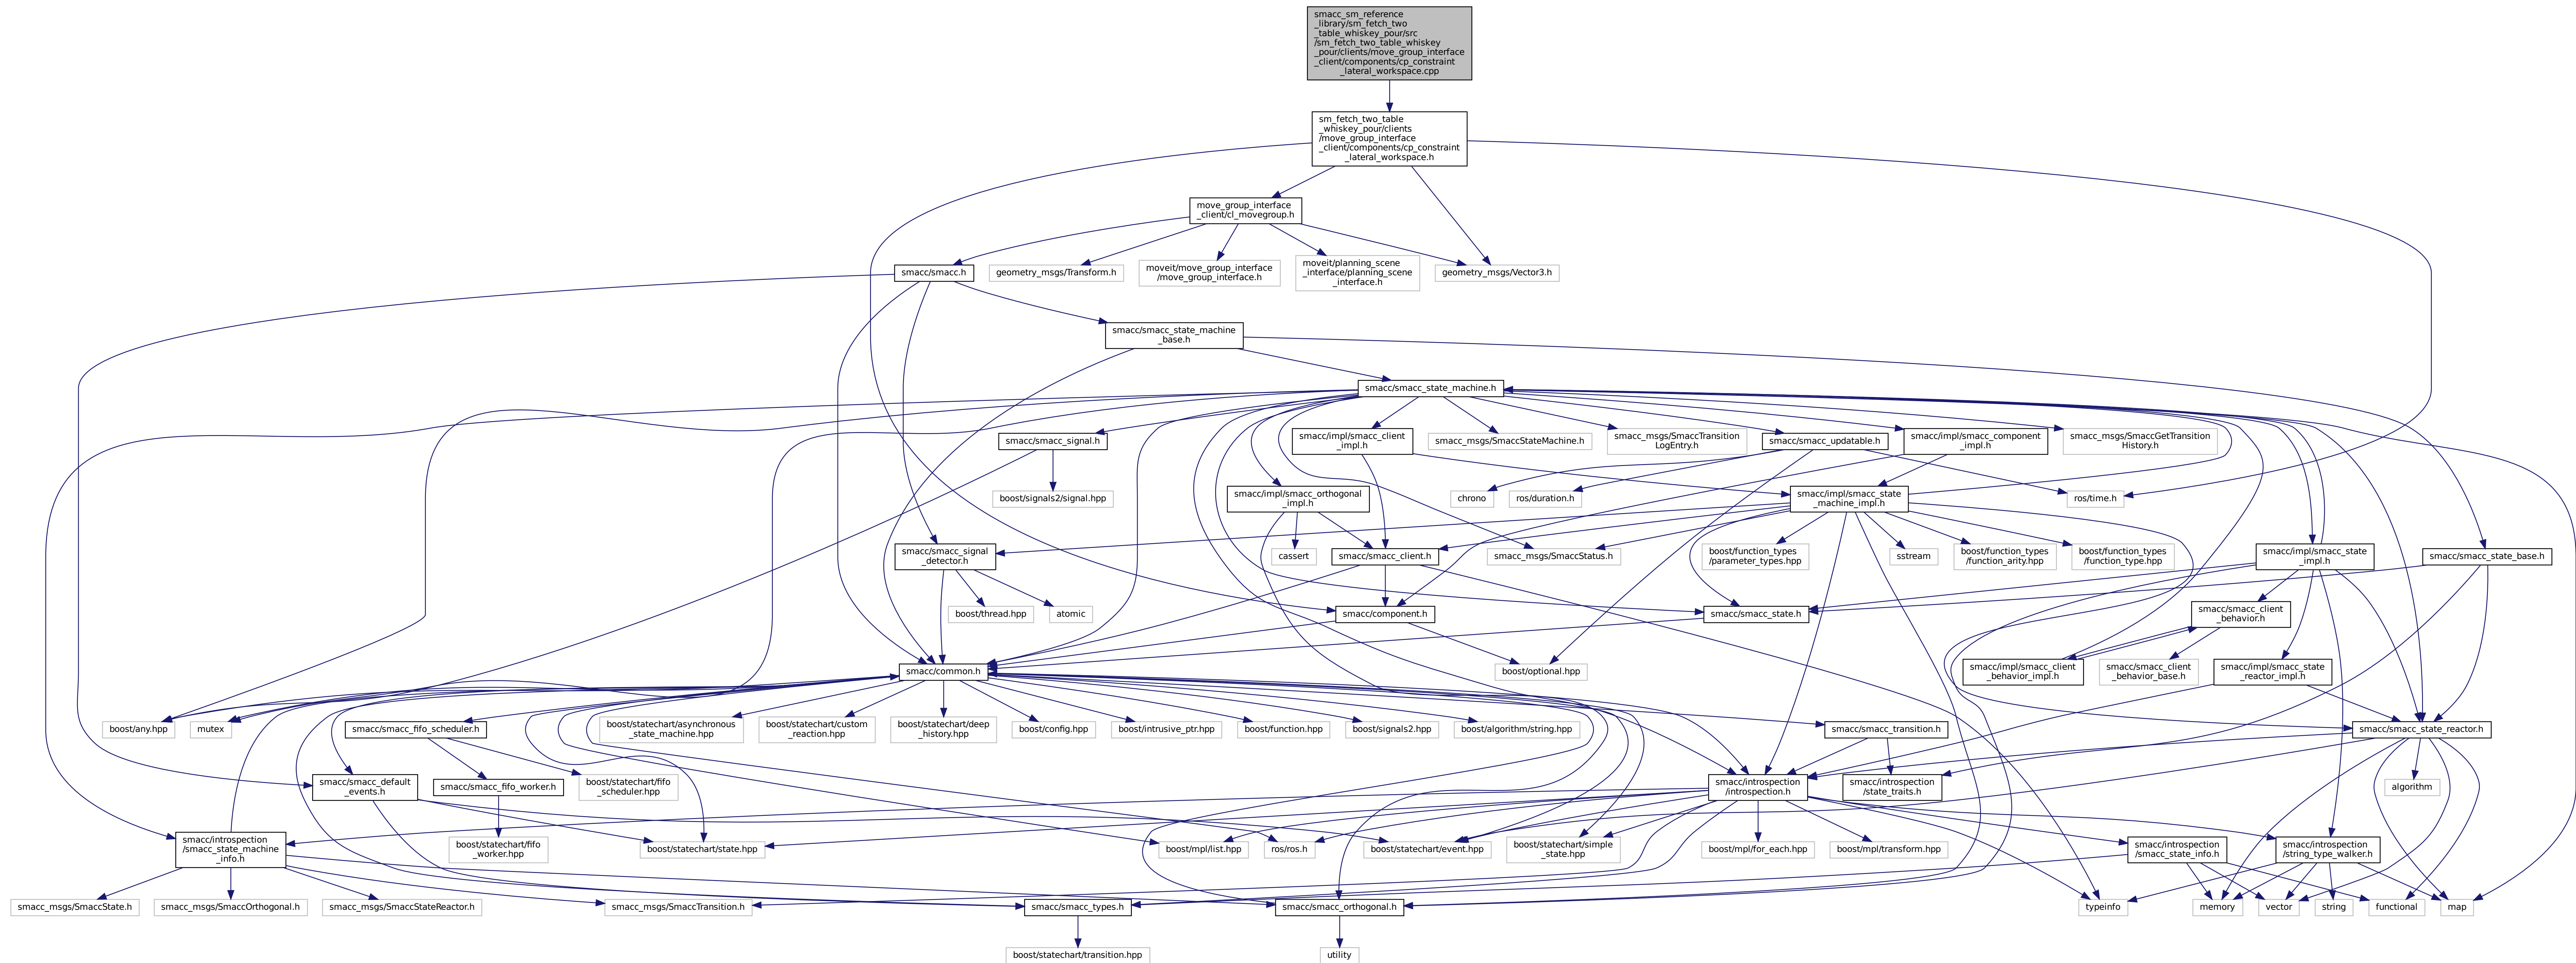 smacc_sm_reference
_library/sm_fetch_two
_table_whiskey_pour/src
/sm_fetch_two_table_whiskey
_pour/clients/move_group_interface
_client/components/cp_constraint
_lateral_workspace.cpp
sm_fetch_two_table
_whiskey_pour/clients
/move_group_interface
_client/components/cp_constraint
_lateral_workspace.h
move_group_interface
_client/cl_movegroup.h
smacc/smacc.h
geometry_msgs/Transform.h
moveit/move_group_interface
/move_group_interface.h
moveit/planning_scene
_interface/planning_scene
_interface.h
geometry_msgs/Vector3.h
smacc/smacc_state_machine
_base.h
smacc/smacc_state_machine.h
smacc/smacc_signal.h
smacc/impl/smacc_client
_impl.h
smacc_msgs/SmaccStateMachine.h
smacc_msgs/SmaccTransition
LogEntry.h
smacc/smacc_updatable.h
smacc/impl/smacc_component
_impl.h
smacc_msgs/SmaccGetTransition
History.h
boost/signals2/signal.hpp
smacc/impl/smacc_orthogonal
_impl.h
chrono
ros/duration.h
smacc/impl/smacc_state
_machine_impl.h
ros/time.h
smacc/smacc_signal
_detector.h
cassert
smacc/smacc_client.h
smacc_msgs/SmaccStatus.h
boost/function_types
/parameter_types.hpp
sstream
boost/function_types
/function_arity.hpp
boost/function_types
/function_type.hpp
smacc/impl/smacc_state
_impl.h
smacc/smacc_state_base.h
boost/thread.hpp
atomic
smacc/component.h
smacc/smacc_state.h
smacc/smacc_client
_behavior.h
smacc/common.h
boost/optional.hpp
smacc/impl/smacc_client
_behavior_impl.h
smacc/smacc_client
_behavior_base.h
smacc/impl/smacc_state
_reactor_impl.h
boost/any.hpp
mutex
smacc/smacc_fifo_scheduler.h
boost/statechart/asynchronous
_state_machine.hpp
boost/statechart/custom
_reaction.hpp
boost/statechart/deep
_history.hpp
boost/config.hpp
boost/intrusive_ptr.hpp
boost/function.hpp
boost/signals2.hpp
boost/algorithm/string.hpp
smacc/smacc_transition.h
smacc/smacc_state_reactor.h
smacc/smacc_default
_events.h
smacc/smacc_fifo_worker.h
boost/statechart/fifo
_scheduler.hpp
smacc/introspection
/introspection.h
smacc/introspection
/state_traits.h
algorithm
smacc/introspection
/smacc_state_machine
_info.h
boost/statechart/fifo
_worker.hpp
boost/statechart/state.hpp
boost/mpl/list.hpp
ros/ros.h
boost/statechart/event.hpp
boost/statechart/simple
_state.hpp
boost/mpl/for_each.hpp
boost/mpl/transform.hpp
smacc/introspection
/smacc_state_info.h
smacc/introspection
/string_type_walker.h
smacc_msgs/SmaccState.h
smacc_msgs/SmaccOrthogonal.h
smacc_msgs/SmaccStateReactor.h
smacc_msgs/SmaccTransition.h
smacc/smacc_types.h
smacc/smacc_orthogonal.h
typeinfo
memory
vector
string
functional
map
boost/statechart/transition.hpp
utility